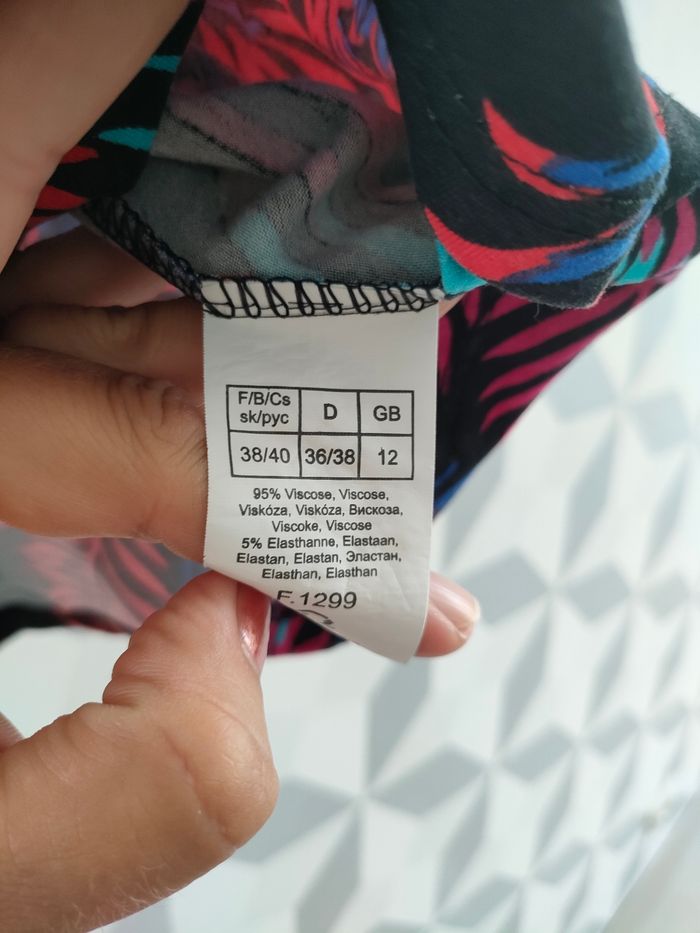 F/B/Cs D GB
sk/рус
38/40 36/38 12
95% Viscose, Viscose,
Viskóza, Viskóza, Вискоза,
Viscoke, Viscose
5% Elasthanne, Elastaan,
Elastan, Elastan, Эластан,
Elasthan, Elasthan
F.1299